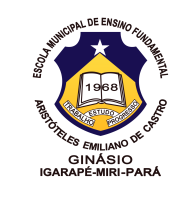 ESCOLA MUNICIPAL DE ENSINO FUNDAMENTAL
1968
TRABALHO ESTUDO PROGRESSO
ARISTÓTELES EMILIANO DE CASTRO
GINÁSIO
IGARAPÉ-MIRI-PARÁ